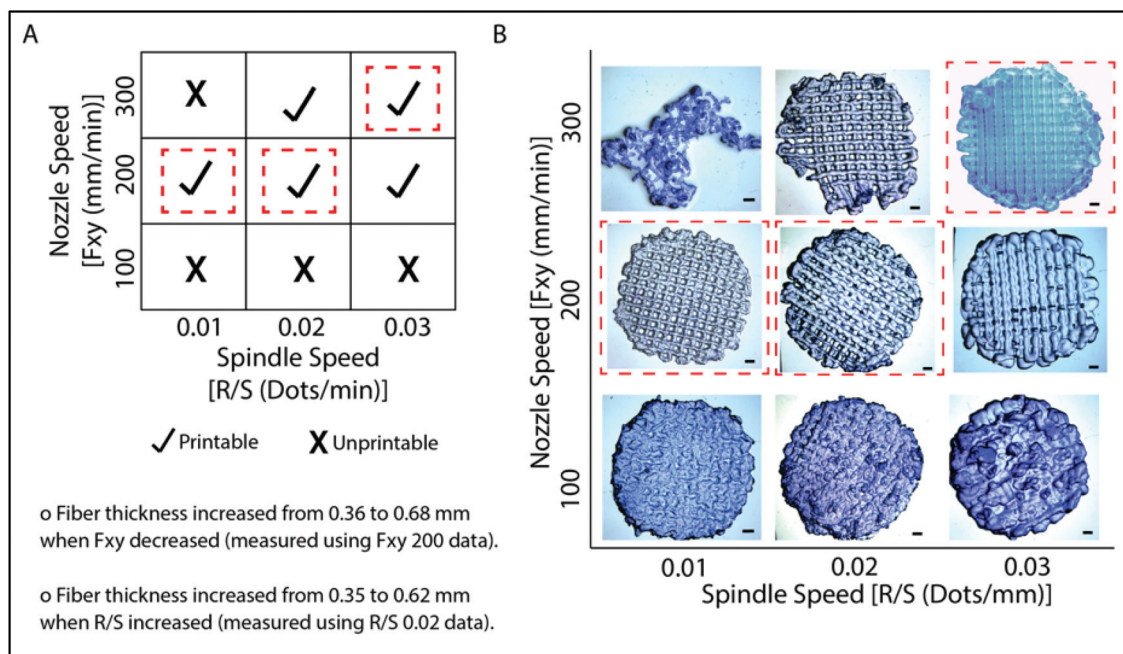 A
Nozzle Speed
[Fxy (mm/min)]
300
200
100
X
X
X
X
0.01 0.02 0.03
Spindle Speed
[R/S (Dots/min)]
Printable X Unprintable
o Fiber thickness increased from 0.36 to 0.68 mm
when Fxy decreased (measured using Fxy 200 data).
o Fiber thickness increased from 0.35 to 0.62 mm
when R/S increased (measured using R/S 0.02 data).
B
Nozzle Speed [Fxy (mm/min)]
300
200
100
0.01 0.02 0.03
Spindle Speed [R/S (Dots/mm)]